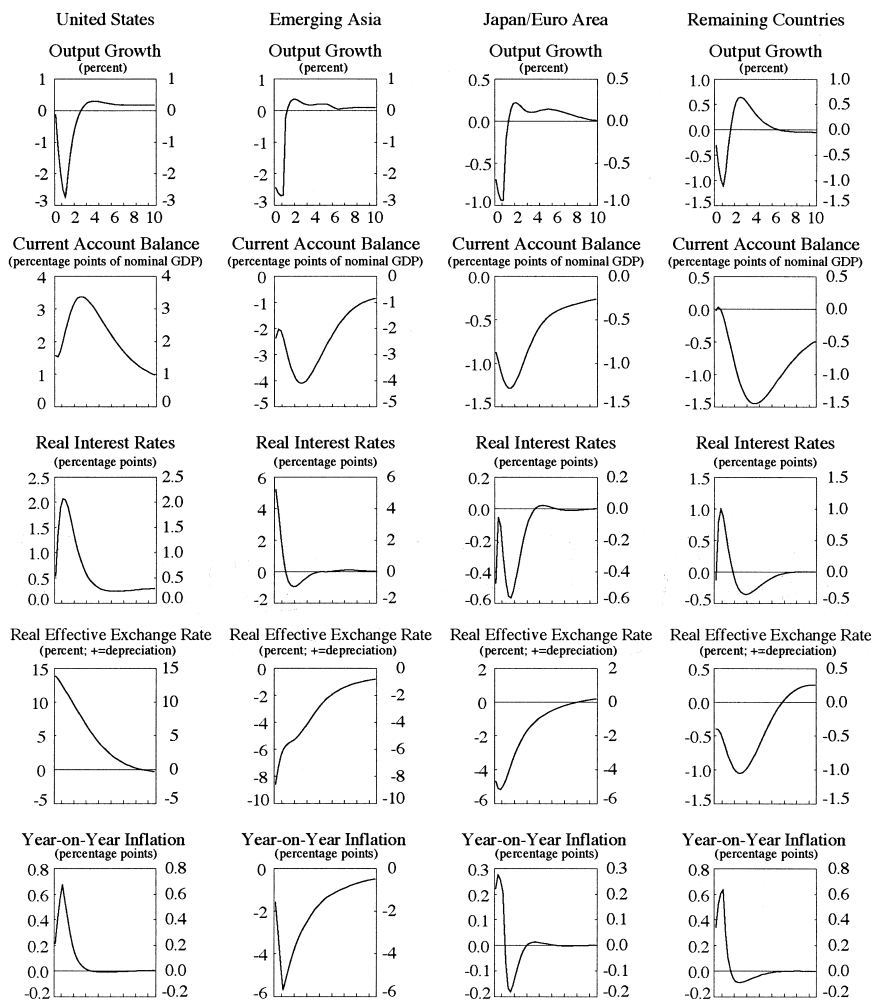 United States
Output Growth
(percent)
1 1
0 0
-1 -1
-2 -2
-3 -3
0 2 4 6 8 10
Emerging Asia
Output Growth
(percent)
1 1
0 0
-1 -1
-2 -2
-3 -3
0 2 4 6 8 10
Japan/Euro Area
Output Growth
(percent)
0.5 0.5
0.0 0.0
-0.5 -0.5
-1.0 -1.0
0 2 4 6 8 10
Remaining Countries
Output Growth
(percent)
1.0 1.0
0.5 0.5
0.0 0.0
-0.5 -0.5
-1.0 -1.0
-1.5 -1.5
0 2 4 6 8 10
Current Account Balance
(percentage points of nominal GDP)
4 4
3 3
2 2
1 1
0 0
Current Account Balance
(percentage points of nominal GDP)
0 0
-1 -1
-2 -2
-3 -3
-4 -4
-5 -5
Current Account Balance
(percentage points of nominal GDP)
0.0 0.0
-0.5 -0.5
-1.0 -1.0
-1.5 -1.5
Current Account Balance
(percentage points of nominal GDP)
0.5 0.5
0.0 0.0
-0.5 -0.5
-1.0 -1.0
-1.5 -1.5
Real Interest Rates
(percentage points)
2.5 2.5
2.0 2.0
1.5 1.5
1.0 1.0
0.5 0.5
0.0 0.0
Real Interest Rates
(percentage points)
6 6
4 4
2 2
0 0
-2 -2
Real Interest Rates
(percentage points)
0.2 0.2
0.0 0.0
-0.2 -0.2
-0.4 -0.4
-0.6 -0.6
Real Interest Rates
(percentage points)
1.5 1.5
1.0 1.0
0.5 0.5
0.0 0.0
-0.5 -0.5
Real Effective Exchange Rate
(percent; +=depreciation)
15 15
10 10
5 5
0 0
-5 -5
Real Effective Exchange Rate
(percent; +=depreciation)
0 0
-2 -2
-4 -4
-6 -6
-8 -8
-10 -10
Real Effective Exchange Rate
(percent; +=depreciation)
2 2
0 0
-2 -2
-4 -4
-6 -6
Real Effective Exchange Rate
(percent; +=depreciation)
0.5 0.5
0.0 0.0
-0.5 -0.5
-1.0 -1.0
-1.5 -1.5
Year-on-Year Inflation
(percentage points)
0.8 0.8
0.6 0.6
0.4 0.4
0.2 0.2
0.0 0.0
-0.2 -0.2
Year-on-Year Inflation
(percentage points)
0 0
-2 -2
-4 -4
-6 -6
Year-on-Year Inflation
(percentage points)
0.3 0.3
0.2 0.2
0.1 0.1
0.0 0.0
-0.1 -0.1
-0.2 -0.2
Year-on-Year Inflation
(percentage points)
0.8 0.8
0.6 0.6
0.4 0.4
0.2 0.2
0.0 0.0
-0.2 -0.2